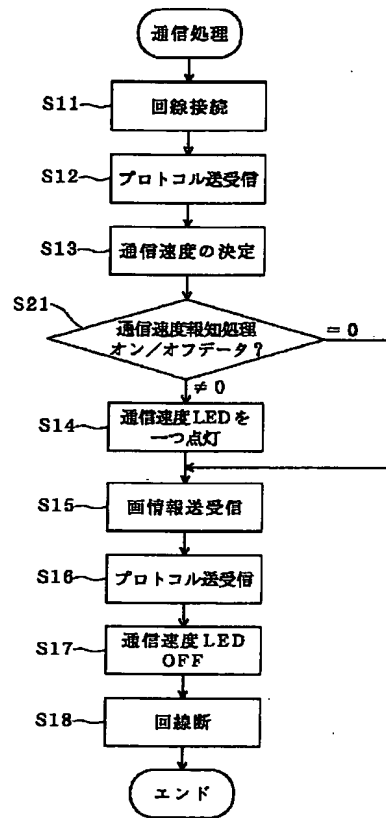 通信処理
S11
回線接続
S12
プロトコル送受信
S13
通信速度の決定
S21
通信速度報知処理
オン/オフデータ?
=0
≠0
S14
通信速度LEDを
一つ点灯
S15
画情報送受信
S16
プロトコル送受信
S17
通信速度LED
OFF
S18
回線断
エンド